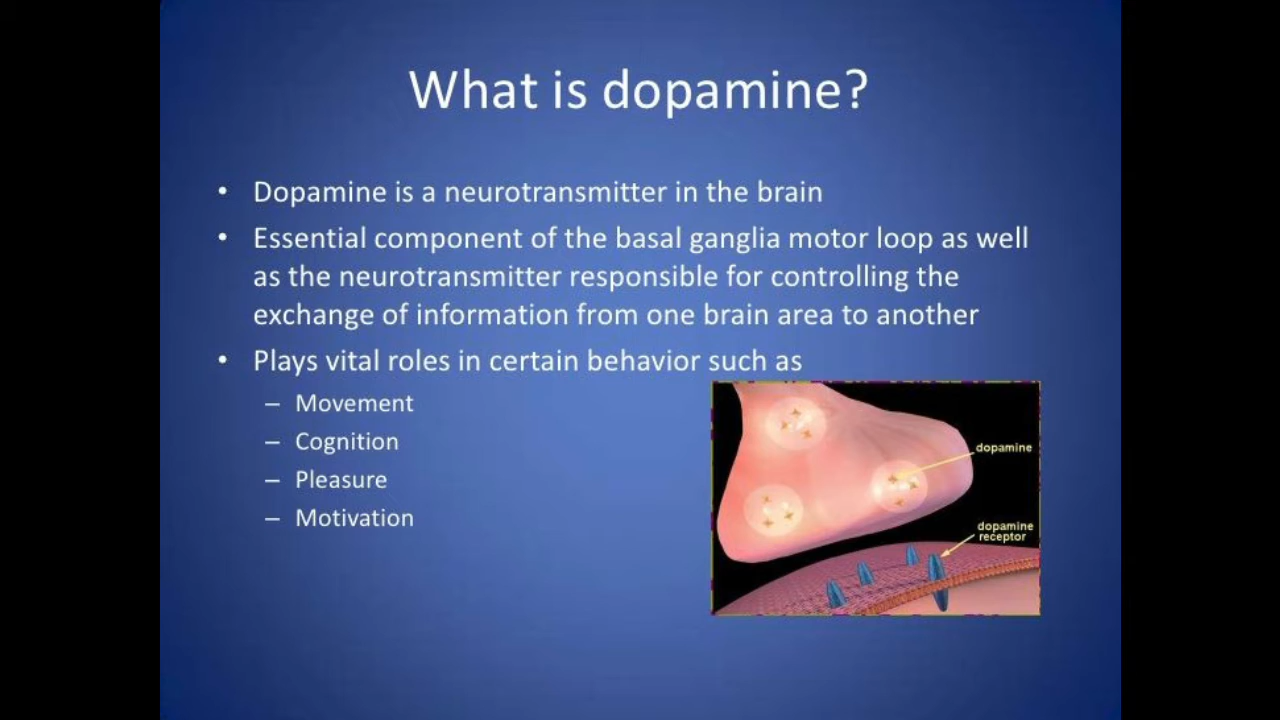 What is dopamine?
• Dopamine is a neurotransmitter in the brain
• Essential component of the basal ganglia motor loop as well
as the neurotransmitter responsible for controlling the
exchange of information from one brain area to another
• Plays vital roles in certain behavior such as
– Movement
– Cognition
– Pleasure
– Motivation
dopamine
dopamine
receptor